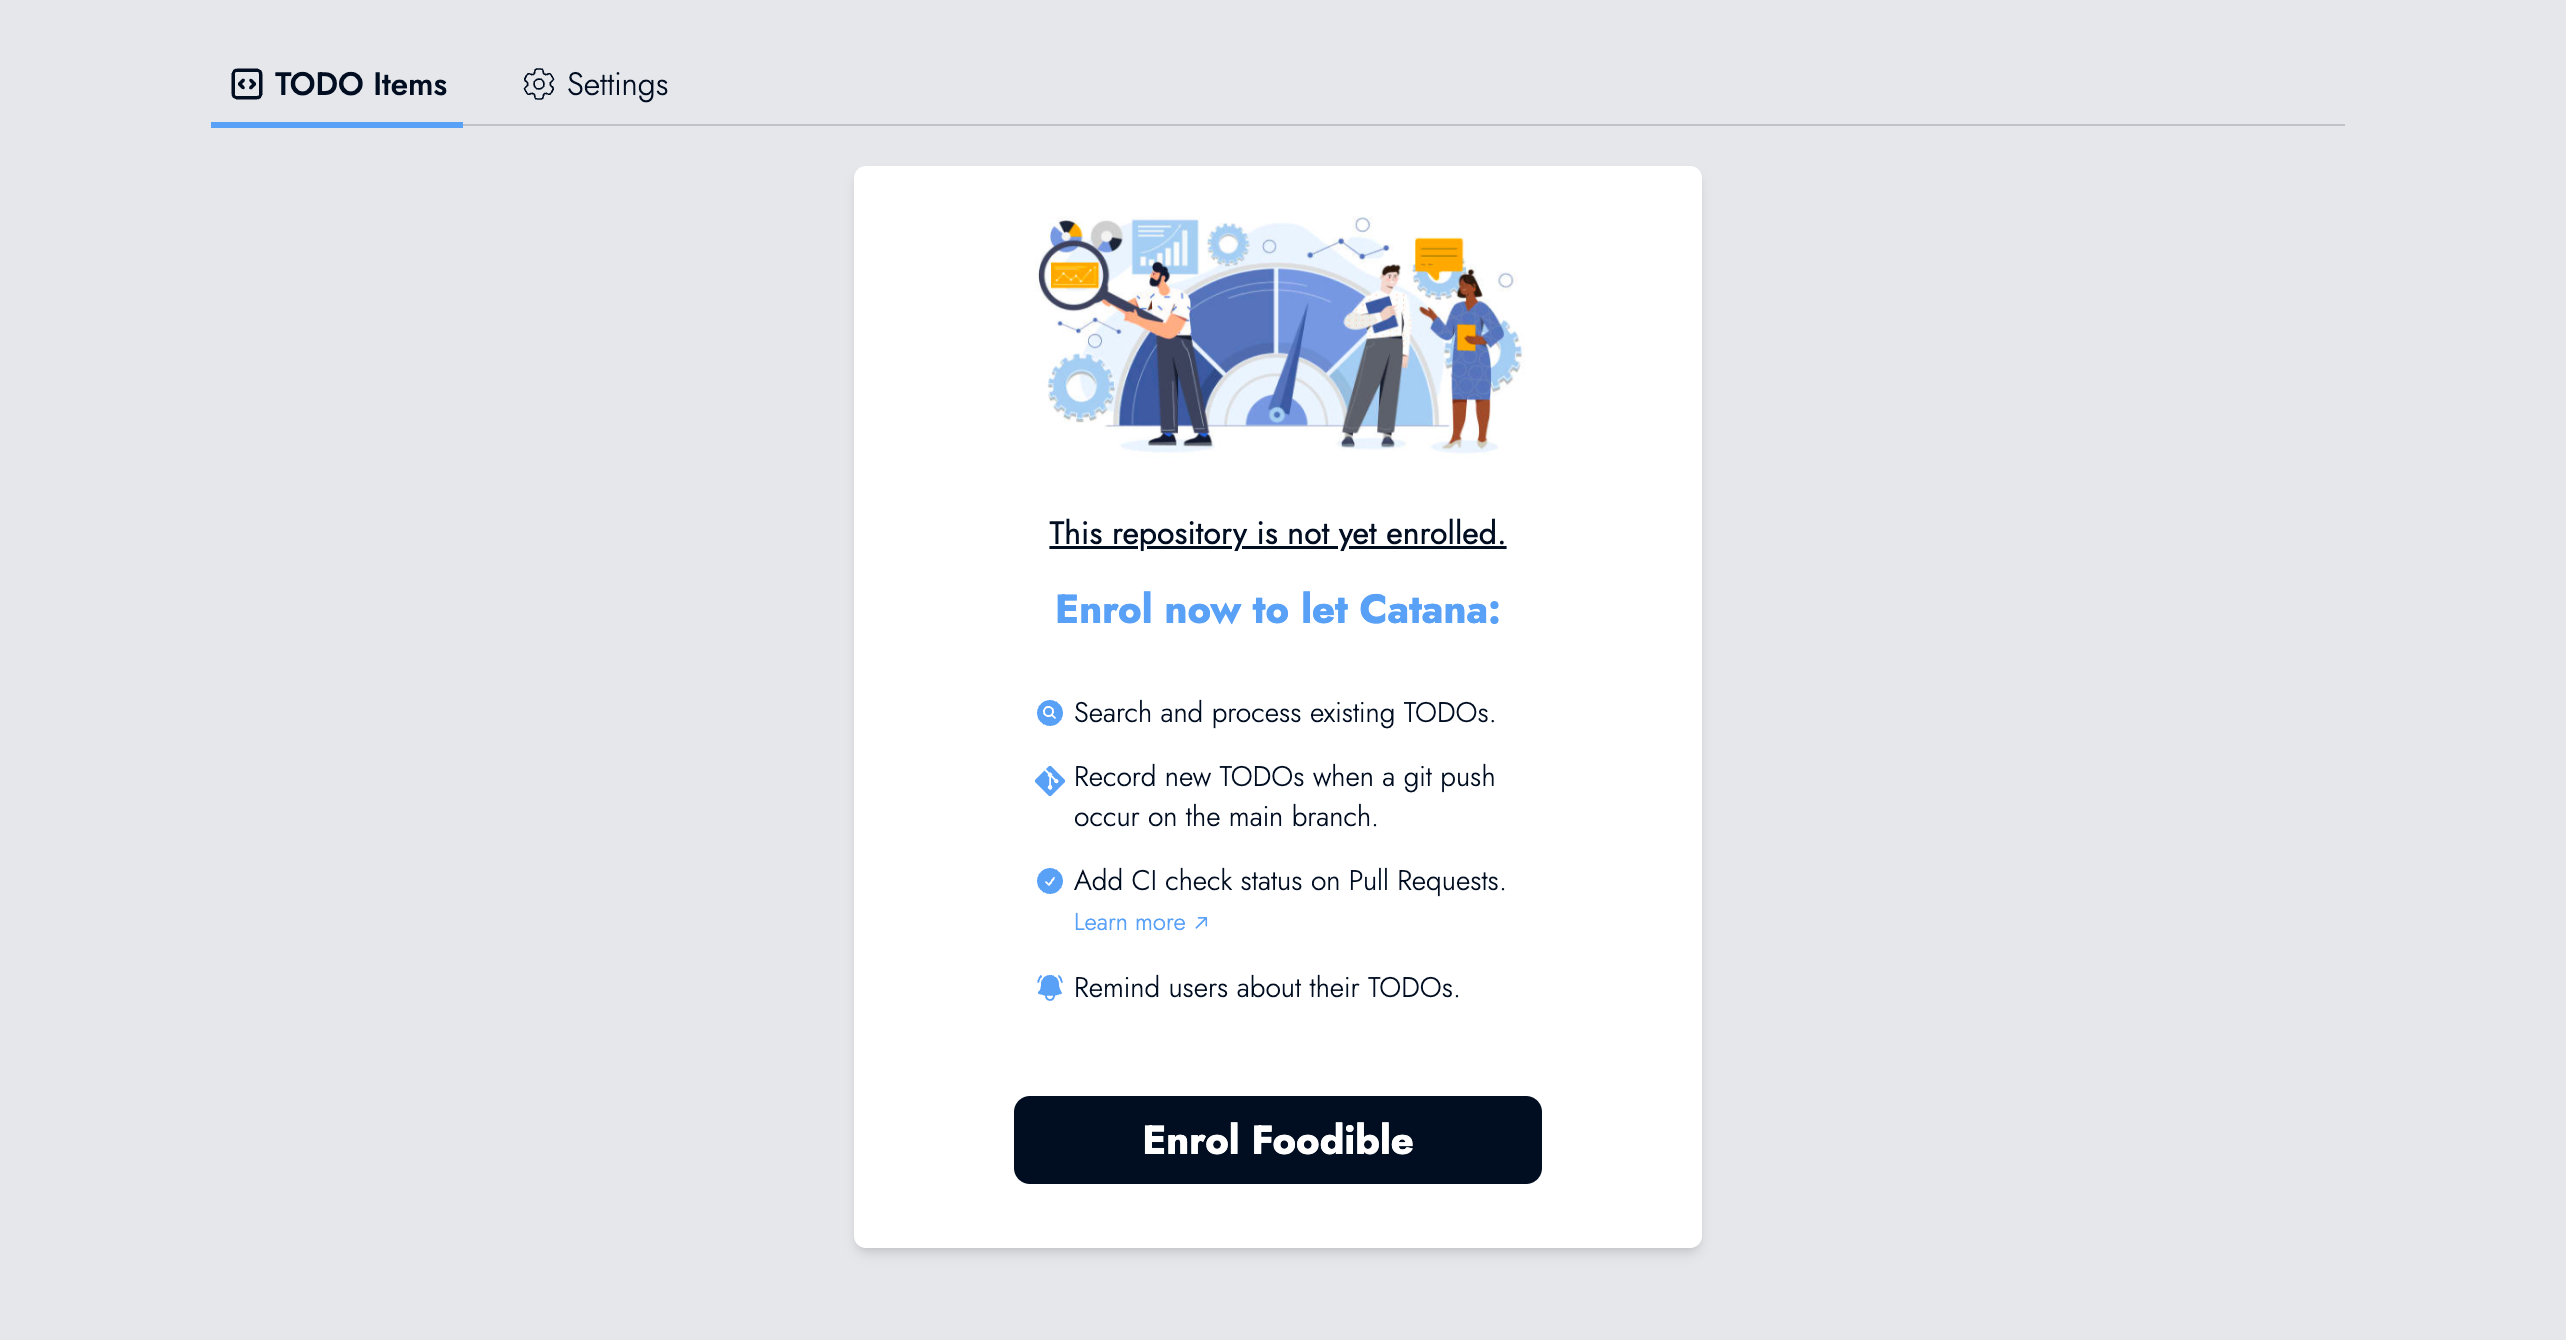 TODO Items
Settings
This repository is not yet enrolled.
Enrol now to let Catana:
Search and process existing TODOs.
Record new TODOs when a git push
occur on the main branch.
Add CI check status on Pull Requests.
Learn more ↗
Remind users about their TODOs.
Enrol Foodible